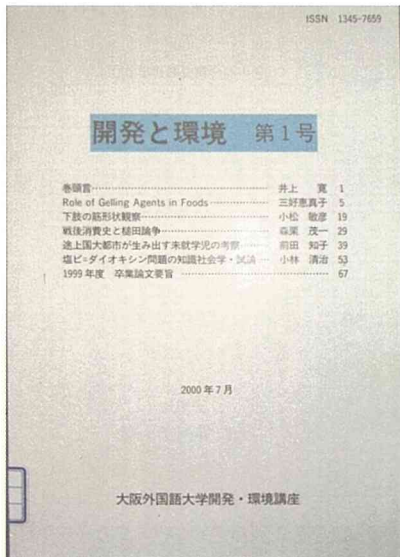 ISSN 1345-7659
開発と環境 第1号
巻頭言………………………………… 井上 寛 1
Role of Gelling Agents in Foods……………… 三好恵真子 5
下肢の筋形状観察…………………………… 小松 敏彦 19
戦後消費史と槌田論争……………………… 森栗 茂一 29
途上国大都市が生み出す未就学児の考察…… 前田 知子 39
塩ビ=ダイオキシン問題の知識社会学・試論… 小林 清治 53
1999年度 卒業論文要旨 ………………………………… 67
2000年7月
大阪外国語大学開発・環境講座